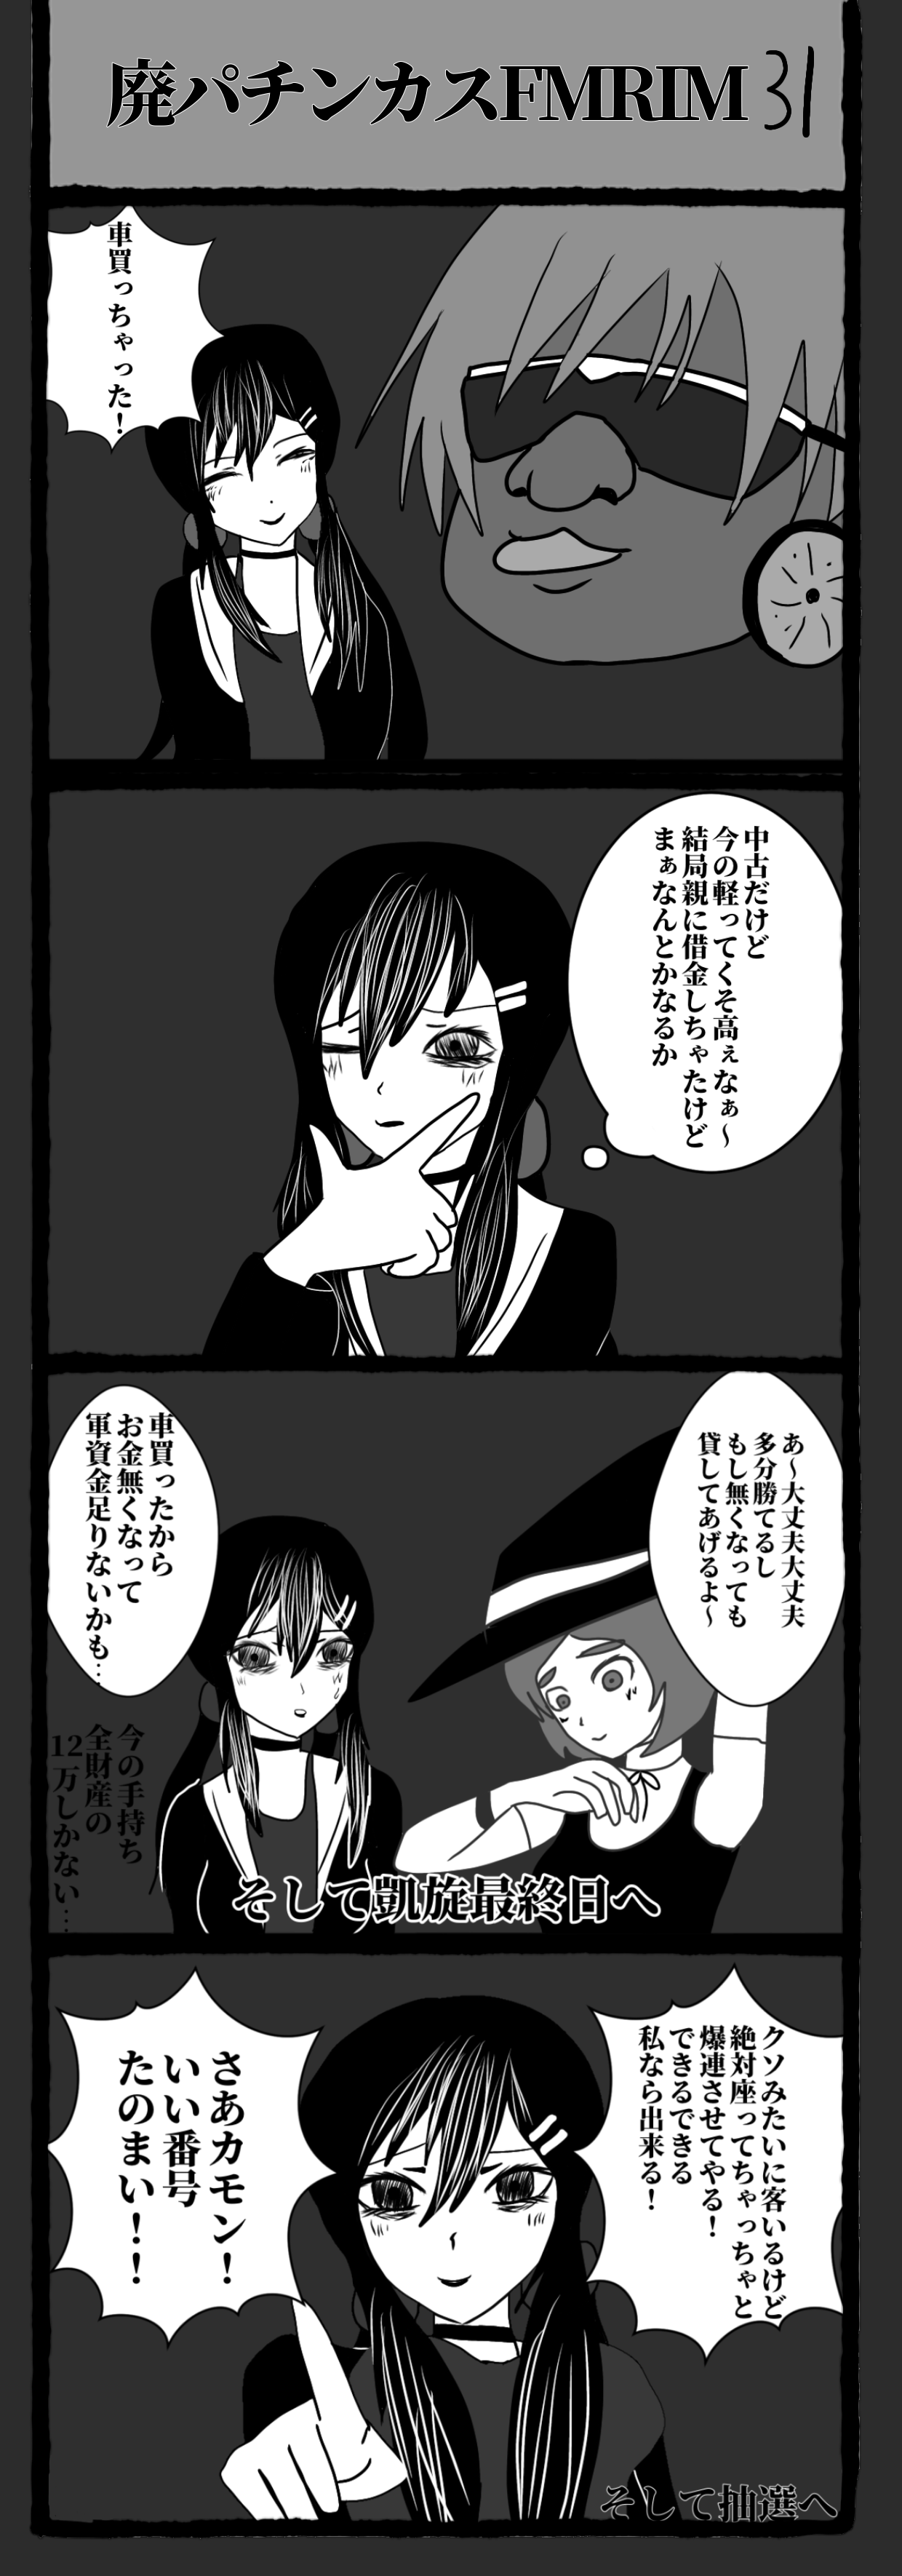 廃パチンカスFMRIM 31
車買っちゃった！
中古だけど
今の軽ってくそ高ぇなぁ～
結局親に借金しちゃたけど
まぁなんとかなるか
あ～大丈夫大丈夫
多分勝てるし
もし無くなっても
貸してあげるよ～
車買ったから
お金無くなって
軍資金足りないかも…
今の手持ち
全財産の
12万しかない…
そして凱旋最終日へ
クソみたいに客いるけど
絶対座ってちゃっちゃと
爆連させてやる！
できるできる
私なら出来る！
さあカモン！
いい番号
たのまい！！
そして抽選へ